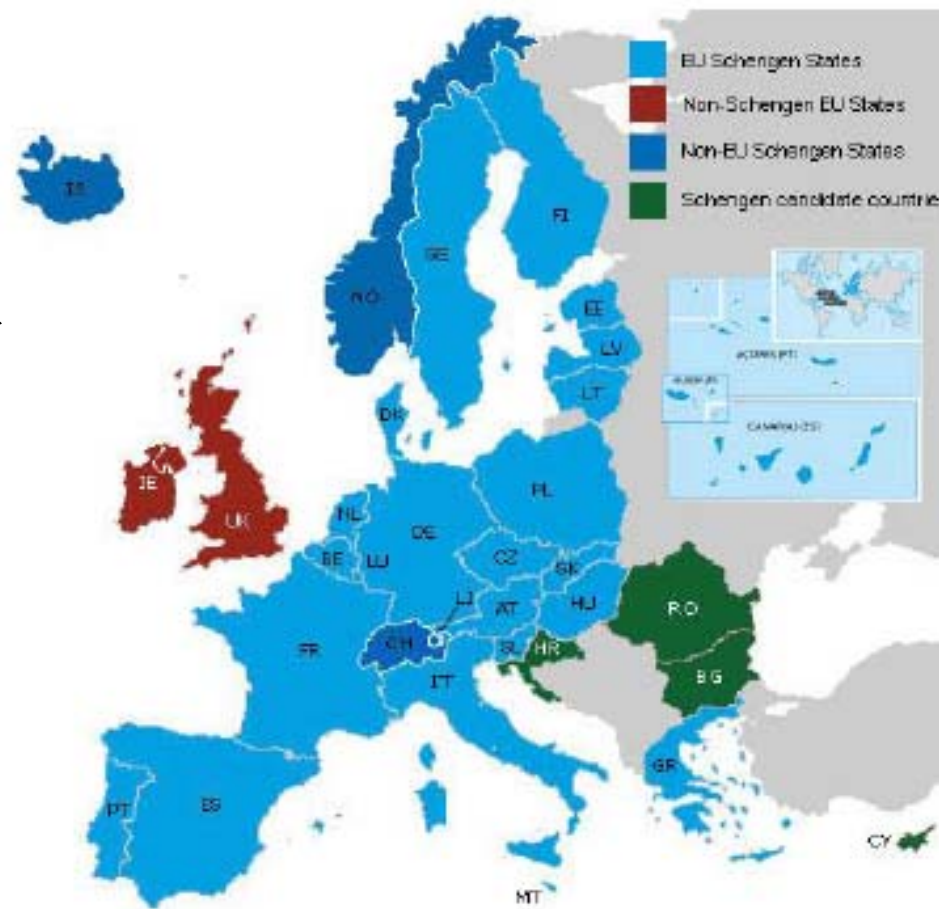 EU Schengen States
Non-Schengen EU States
Non-EU Schengen States
Schengen candidate countrie
IS
NO
SE
FI
EE
LV
LT
DK
IE
UK
NL
BE
LU
DE
PL
CZ
SK
LI
AT
HU
FR
CH
IT
SL
HR
RO
BG
PT
ES
GR
MT
CY
AÇORES (PT)
CANARIAS (ES)